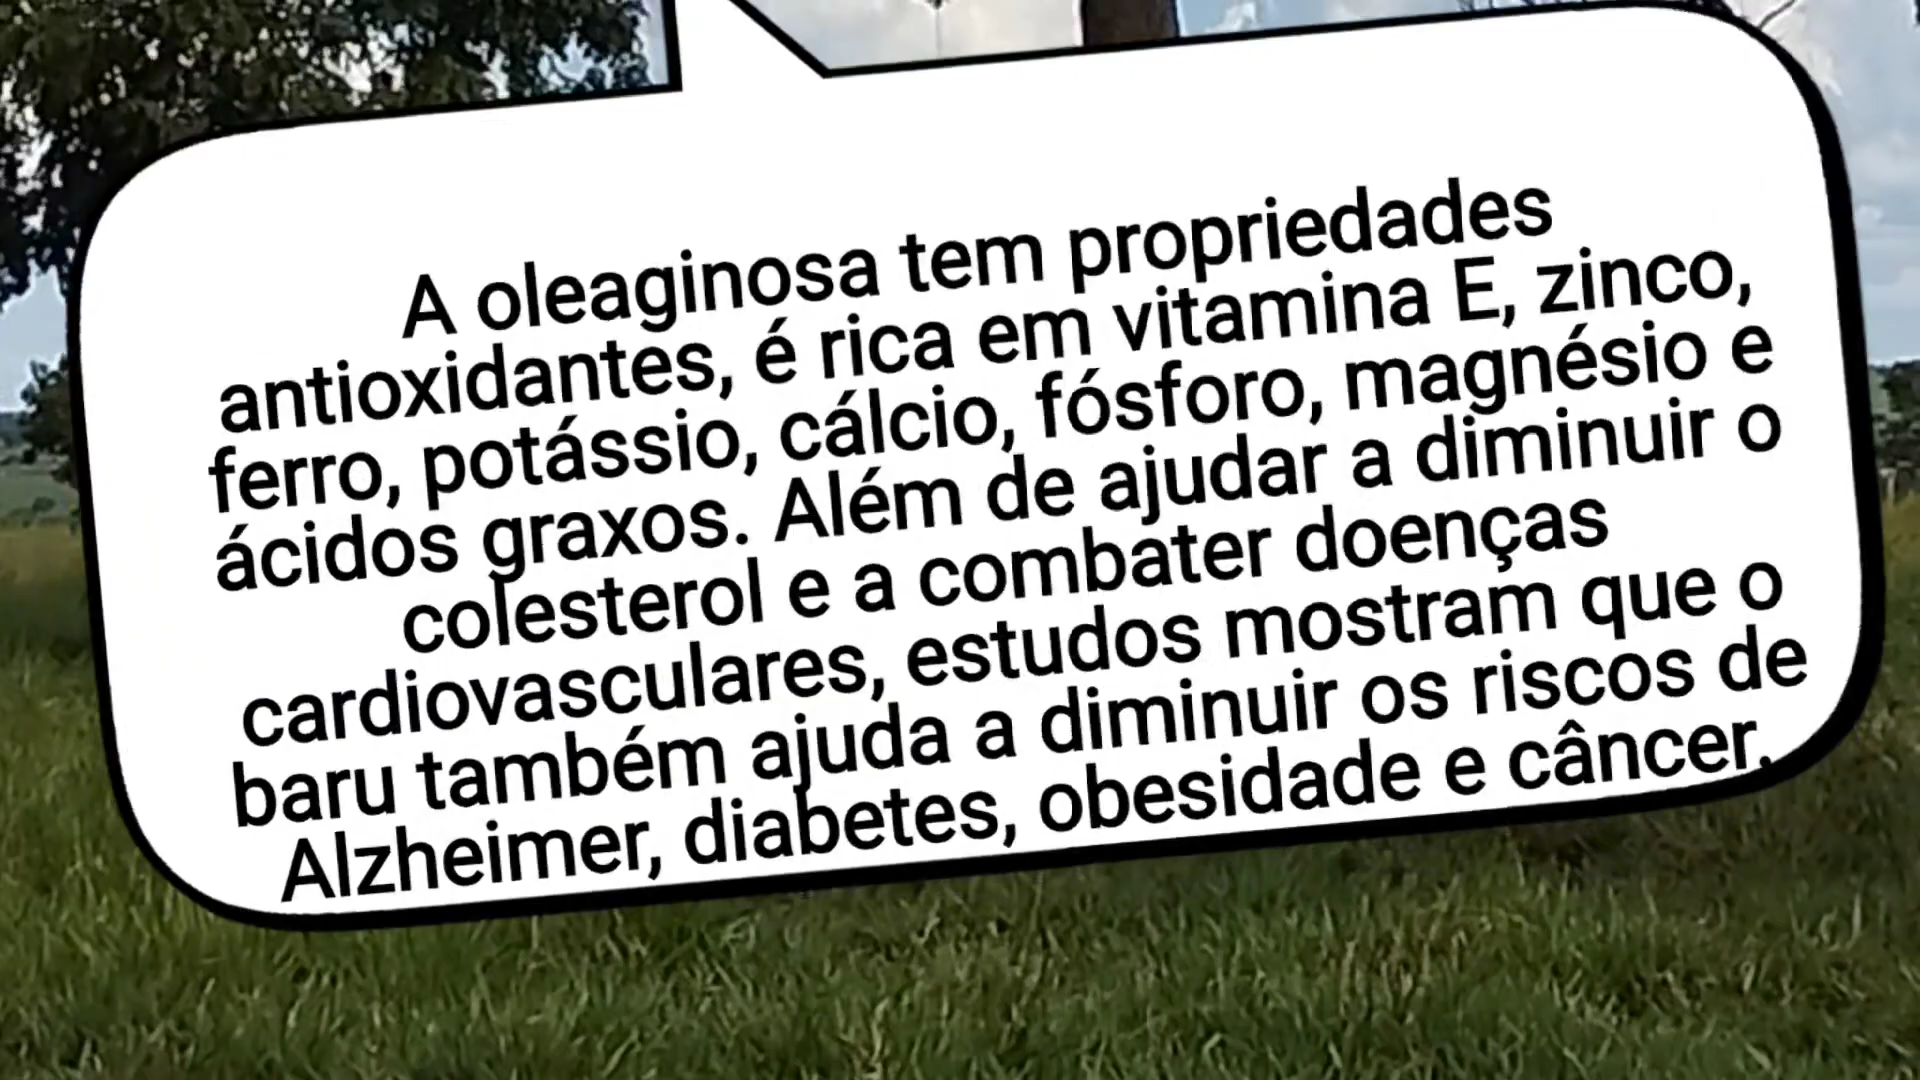 A oleaginosa tem propriedades
antioxidantes, é rica em vitamina E, zinco,
ferro, potássio, cálcio, fósforo, magnésio e
ácidos graxos. Além de ajudar a diminuir o
colesterol e a combater doenças
cardiovasculares, estudos mostram que o
baru também ajuda a diminuir os riscos de
Alzheimer, diabetes, obesidade e câncer.